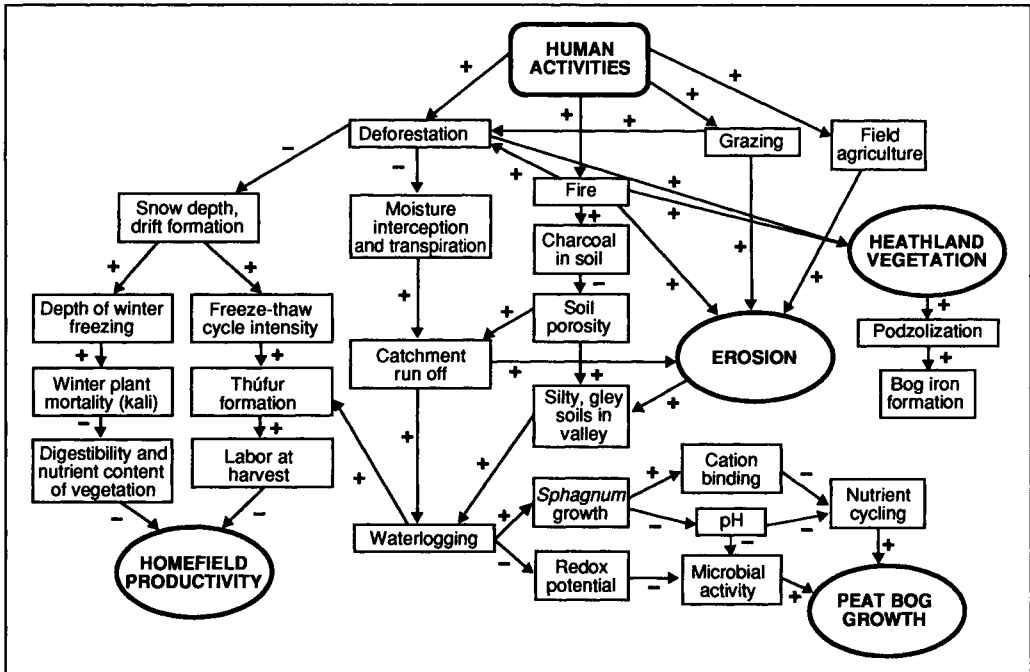 HUMAN
ACTIVITIES
+
+
+
+
+
Deforestation
Grazing
Field
agriculture
−
−
+
+
+
Snow depth,
drift formation
Moisture
interception
and transpiration
Fire
+
Charcoal
in soil
HEATHLAND
VEGETATION
+
+
+
−
+
+
+
+
Depth of winter
freezing
Freeze-thaw
cycle intensity
+
Soil
porosity
Podzolization
+
+
+
Catchment
run off
+
+
EROSION
Bog iron
formation
Winter plant
mortality (kali)
Thúfur
formation
Silty, gley
soils in
valley
+
−
+
+
+
+
Digestibility and
nutrient content
of vegetation
Labor at
harvest
+
Cation
binding
−
−
−
Waterlogging
+
Sphagnum
growth
−
pH
−
Nutrient
cycling
HOMEFIELD
PRODUCTIVITY
−
Redox
potential
−
−
Microbial
activity
+
+
PEAT BOG
GROWTH